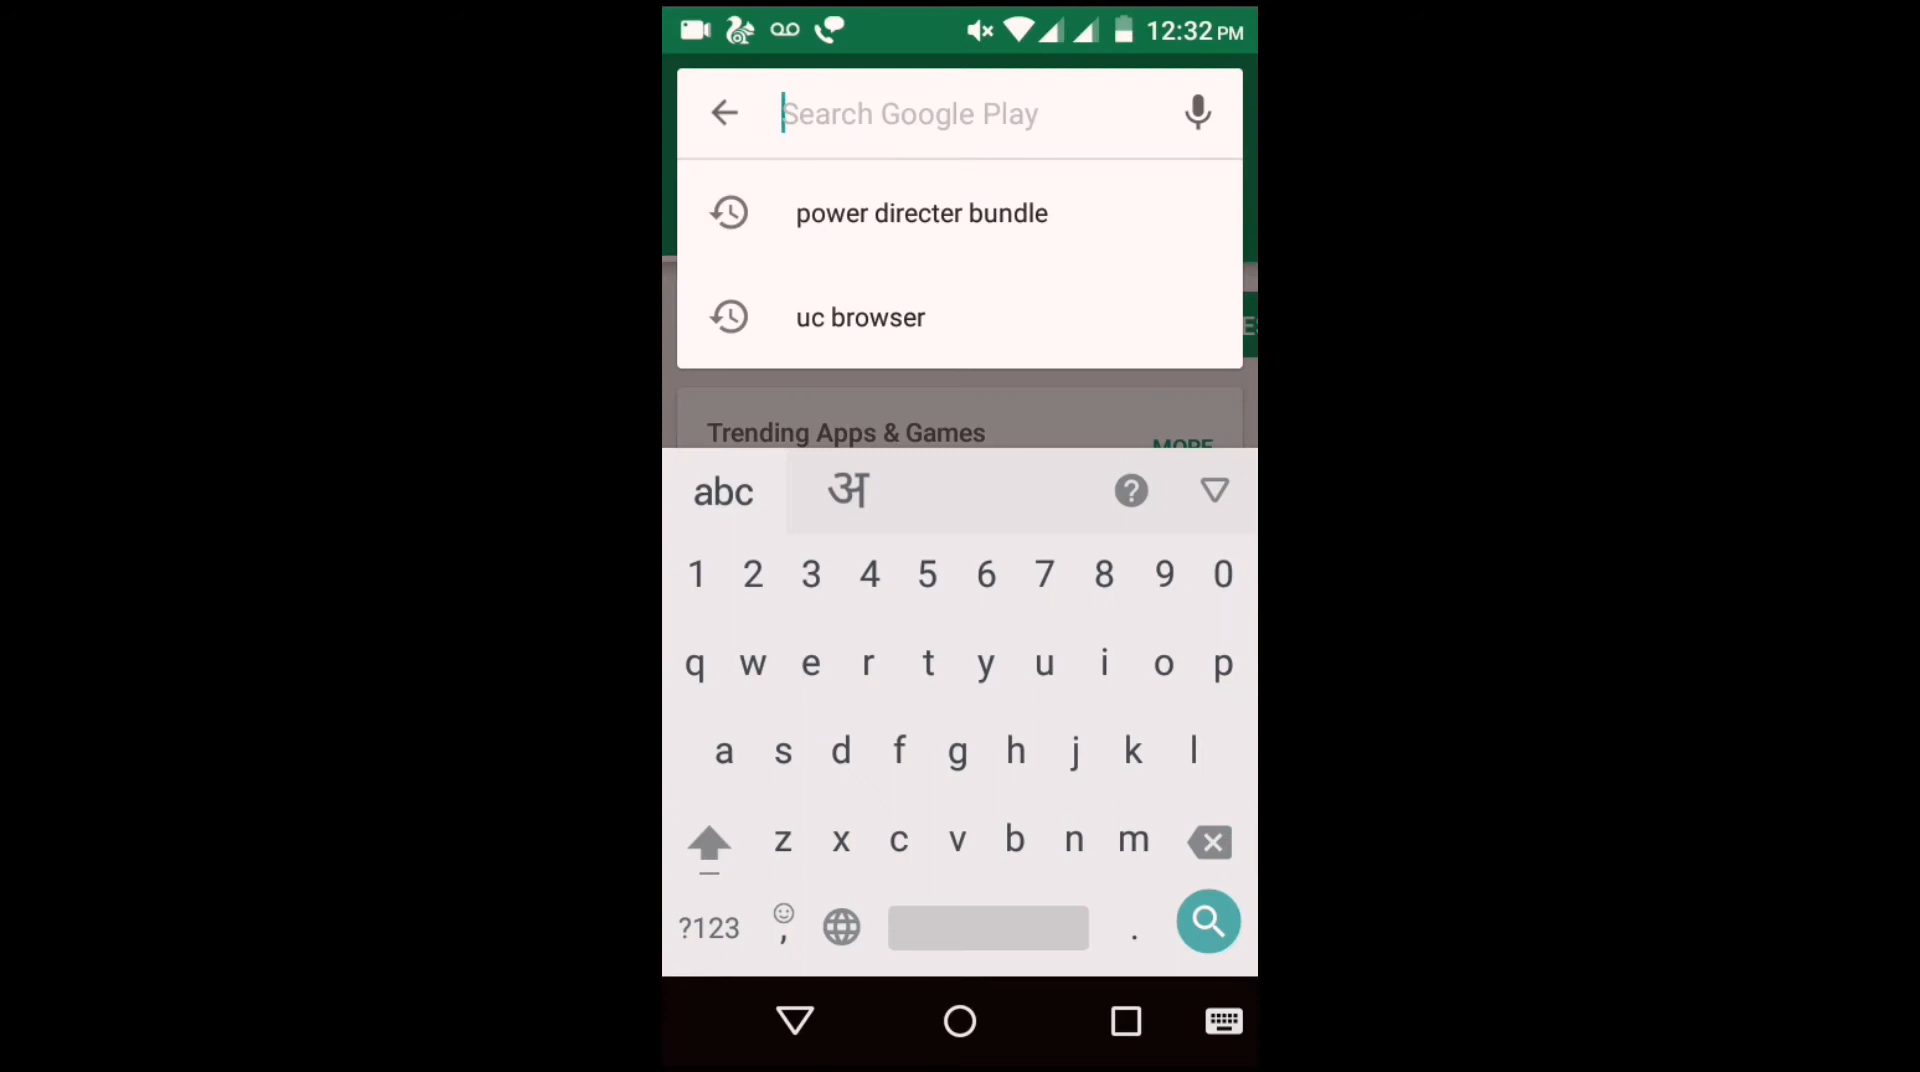 12:32 PM
Search Google Play
power directer bundle
uc browser
E
Trending Apps & Games
MORE
abc अ ?
1 2 3 4 5 6 7 8 9 0
q w e r t y u i o p
a s d f g h j k l
z x c v b n m
?123 , .